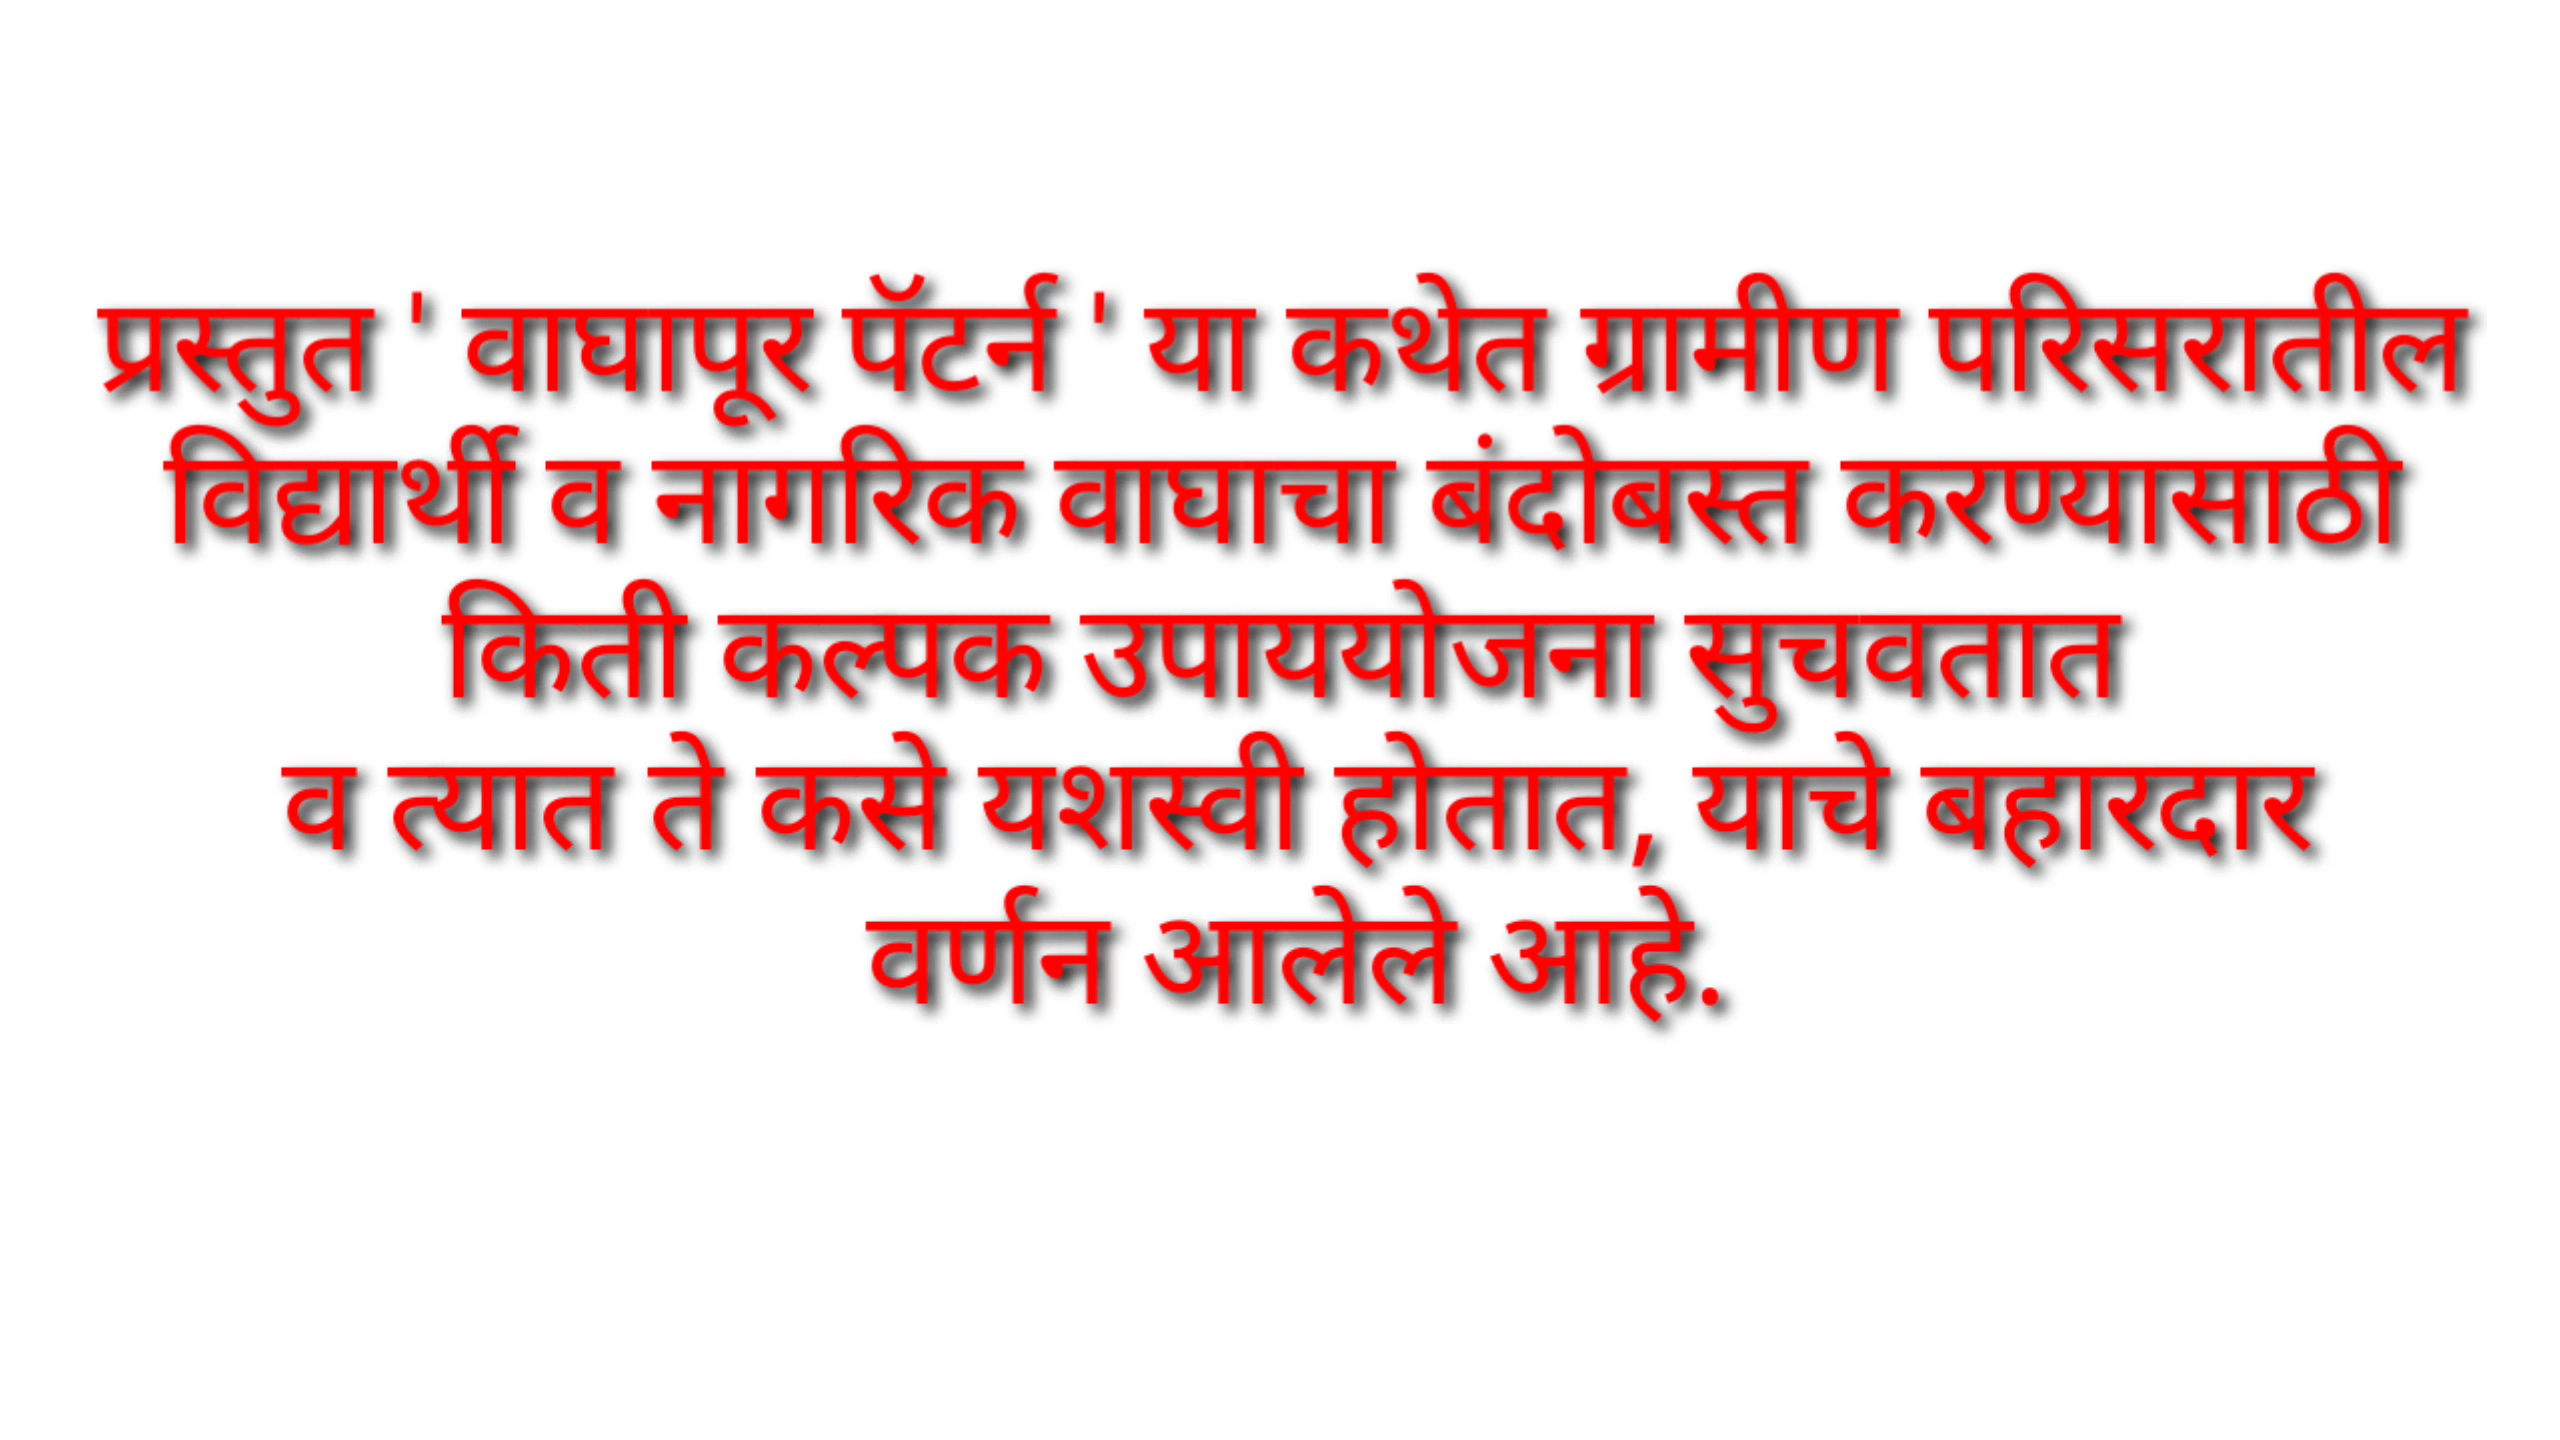 प्रस्तुत ' वाघापूर पॅटर्न ' या कथेत ग्रामीण परिसरातील
विद्यार्थी व नागरिक वाघाचा बंदोबस्त करण्यासाठी
किती कल्पक उपाययोजना सुचवतात
व त्यात ते कसे यशस्वी होतात, याचे बहारदार
वर्णन आलेले आहे.